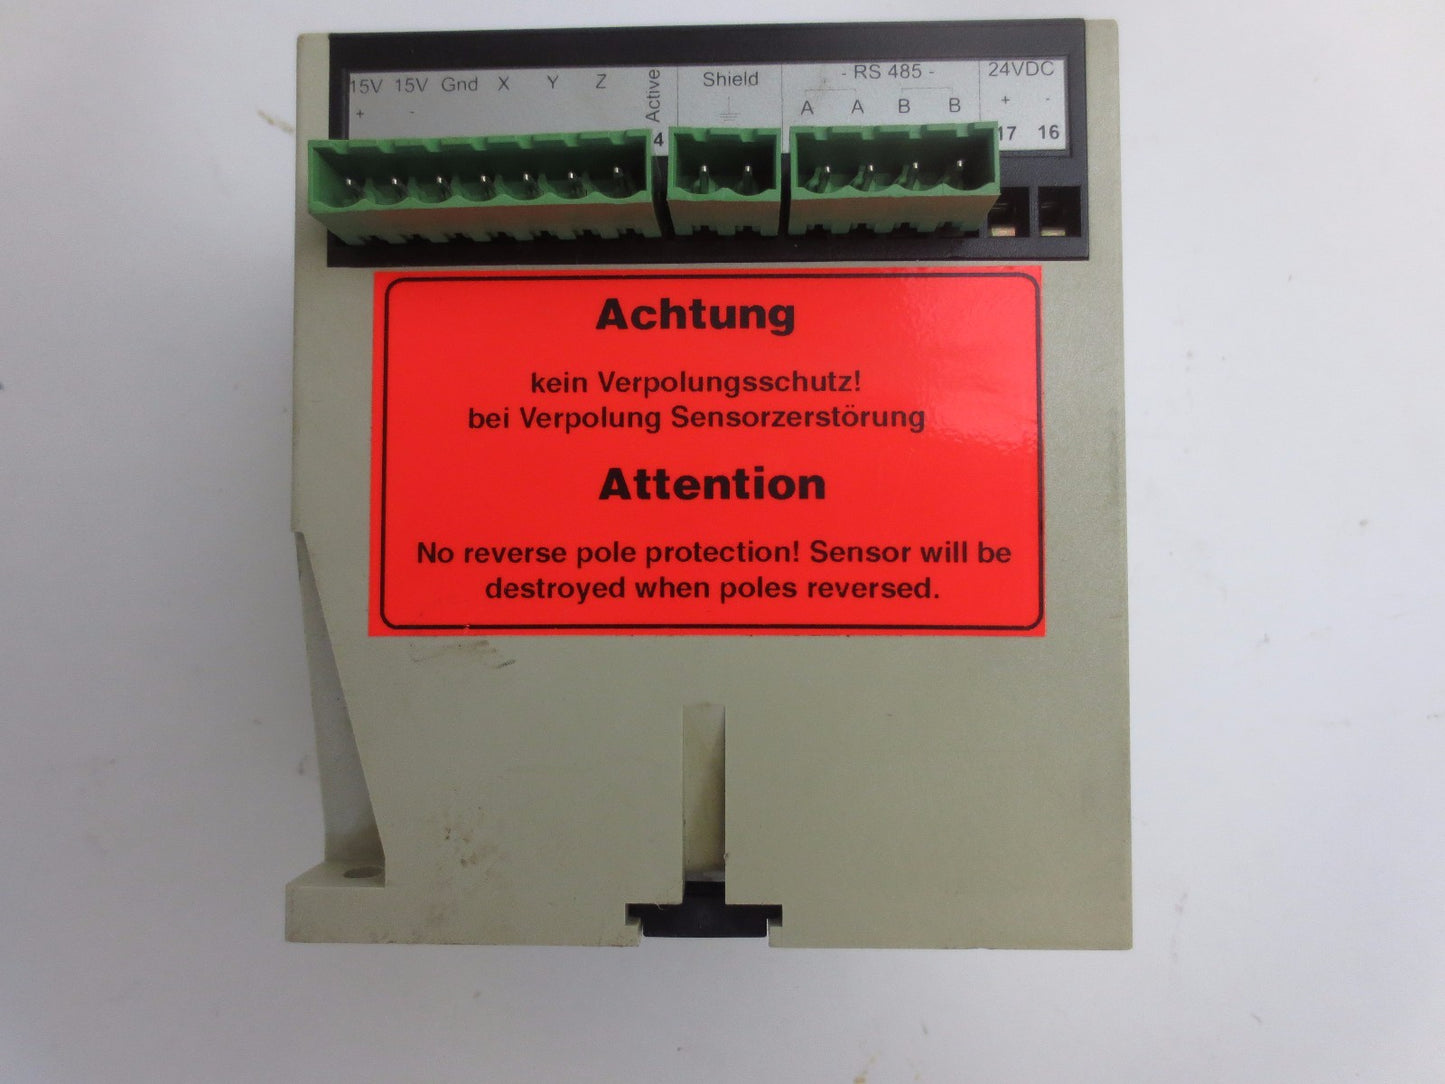 15V 15V Gnd X Y Z Active Shield - RS 485 - 24VDC
+ - A A B B + -
4 17 16
Achtung
kein Verpolungsschutz!
bei Verpolung Sensorzerstörung
Attention
No reverse pole protection! Sensor will be
destroyed when poles reversed.